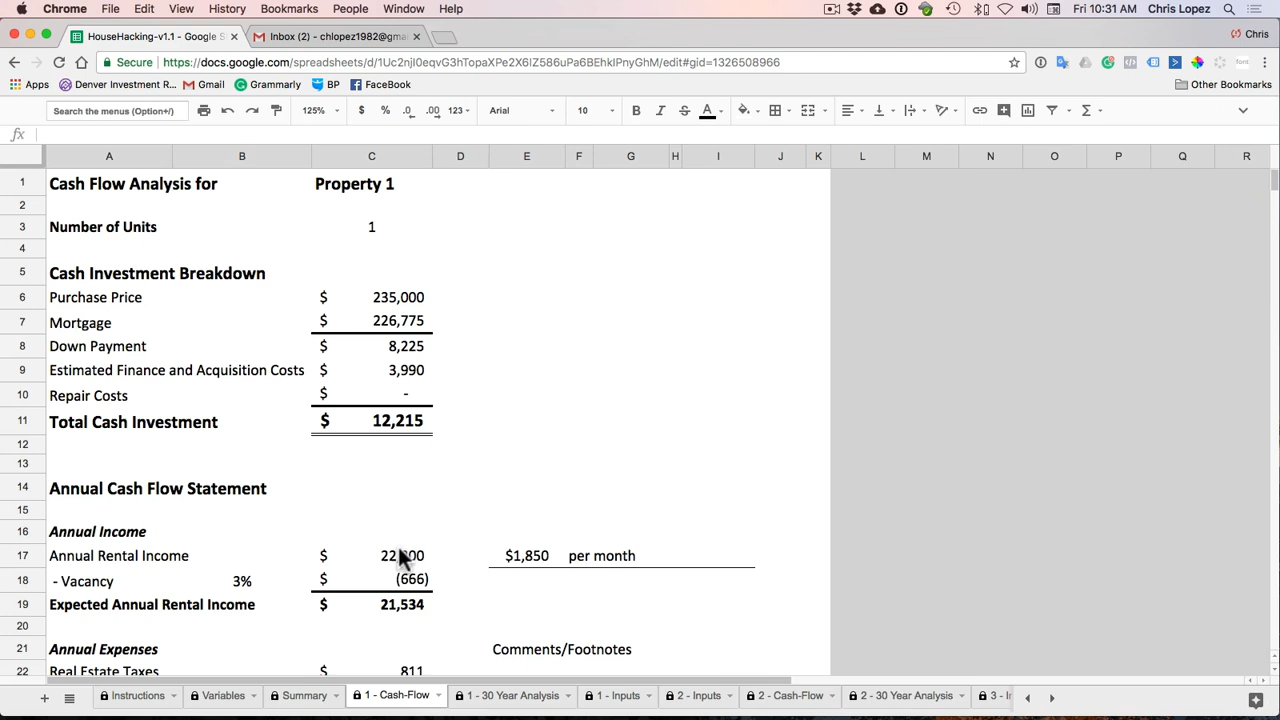 Chrome File Edit View History Bookmarks People Window Help Fri 10:31 AM Chris Lopez
HouseHacking-v1.1 - Google S Inbox (2) - chlopez1982@gma Chris
Secure https://docs.google.com/spreadsheets/d/1Uc2njI0eqvG3hTopaXPe2X6IZ586uPa6BEhkIPnyGhM/edit#gid=1326508966
Apps Denver Investment R Gmail Grammarly BP FaceBook Other Bookmarks
Search the menus (Option+/) 125% $ % .0 .00 123 Arial 10 B I S A Σ
fx
A B C D E F G H I J K L M N O P Q R
1 Cash Flow Analysis for Property 1
2
3 Number of Units 1
4
5 Cash Investment Breakdown
6 Purchase Price $ 235,000
7 Mortgage $ 226,775
8 Down Payment $ 8,225
9 Estimated Finance and Acquisition Costs $ 3,990
10 Repair Costs $ -
11 Total Cash Investment $ 12,215
12
13
14 Annual Cash Flow Statement
15
16 Annual Income
17 Annual Rental Income $ $1,850 per month
18 - Vacancy 3% $ (666)
19 Expected Annual Rental Income $ 21,534
20
21 Annual Expenses Comments/Footnotes
22 Real Estate Taxes $ 811
+ Instructions Variables Summary 1 - Cash-Flow 1 - 30 Year Analysis 1 - Inputs 2 - Inputs 2 - Cash-Flow 2 - 30 Year Analysis 3 - I